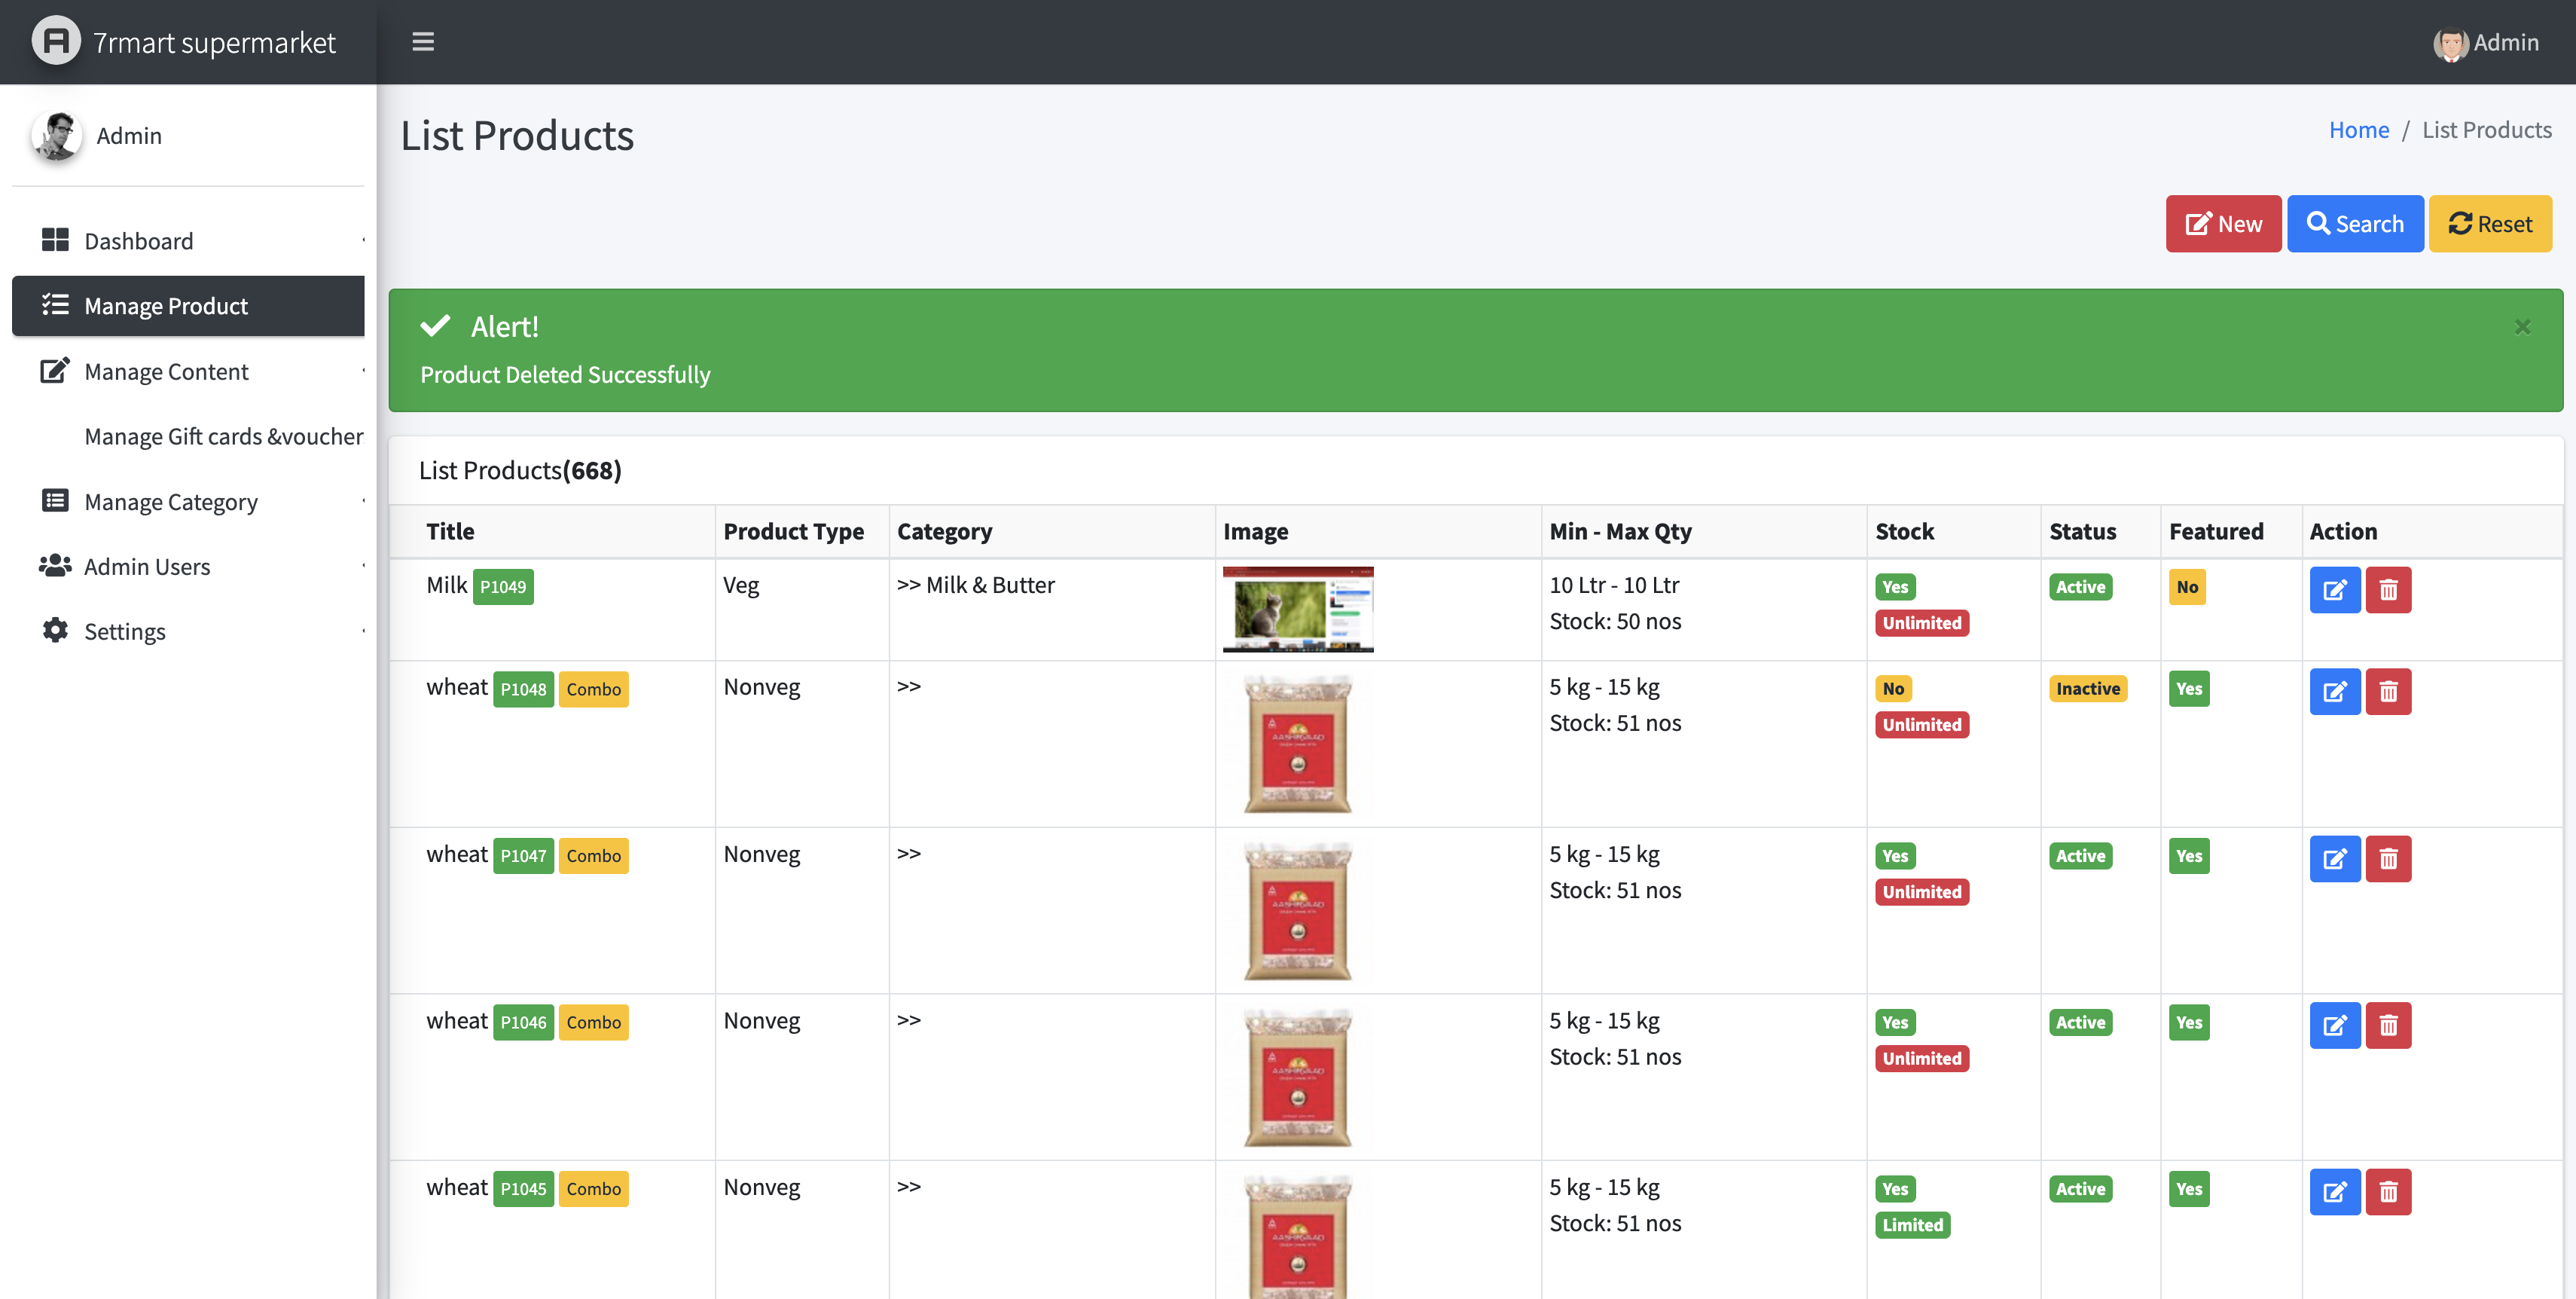 7rmart supermarket
Admin
Admin
Dashboard
Manage Product
Manage Content
Manage Gift cards &voucher
Manage Category
Admin Users
Settings
List Products
Home / List Products
New
Search
Reset
Alert!
×
Product Deleted Successfully
List Products(668)
Title Product Type Category Image Min - Max Qty Stock Status Featured Action
Milk P1049 Veg >> Milk & Butter 10 Ltr - 10 Ltr Yes Active No
Stock: 50 nos Unlimited
wheat P1048 Combo Nonveg >> 5 kg - 15 kg No Inactive Yes
Stock: 51 nos Unlimited
AASHIRVAAD
wheat P1047 Combo Nonveg >> 5 kg - 15 kg Yes Active Yes
Stock: 51 nos Unlimited
AASHIRVAAD
wheat P1046 Combo Nonveg >> 5 kg - 15 kg Yes Active Yes
Stock: 51 nos Unlimited
AASHIRVAAD
wheat P1045 Combo Nonveg >> 5 kg - 15 kg Yes Active Yes
Stock: 51 nos Limited
AASHIRVAAD